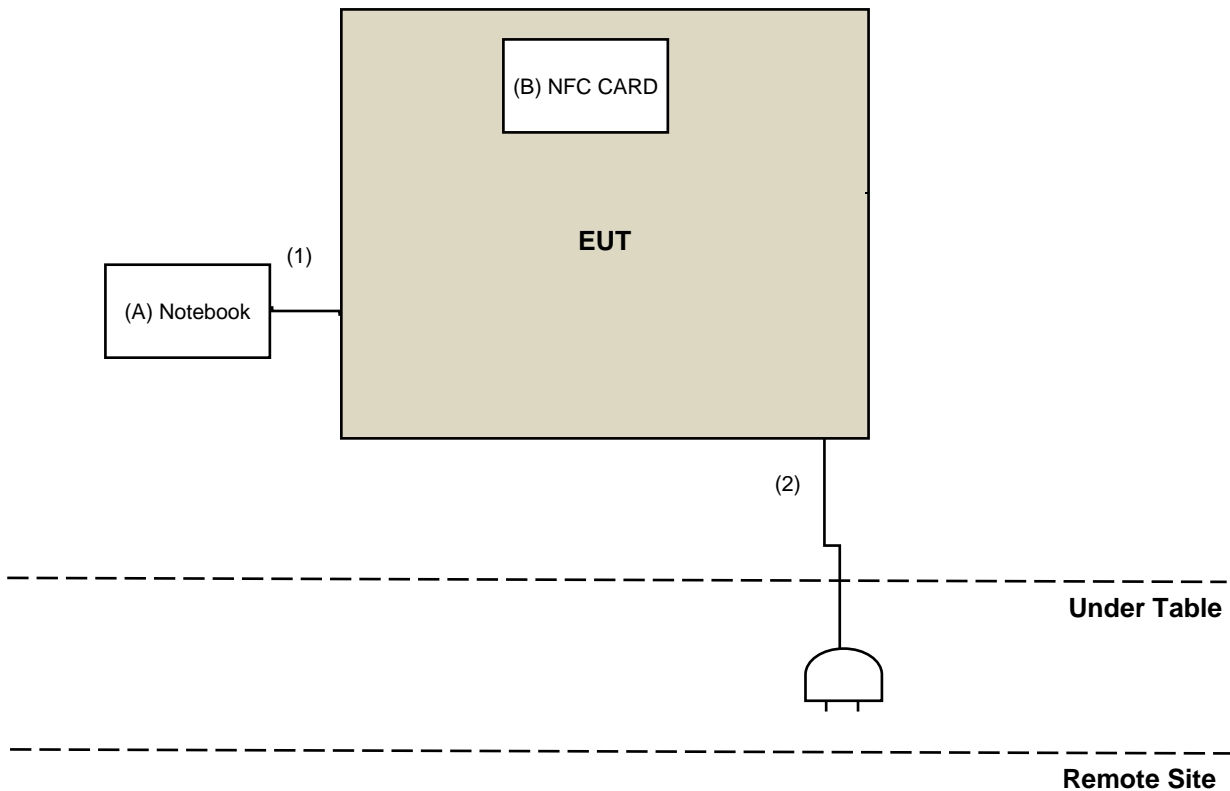 (B) NFC CARD
EUT
(1)
(A) Notebook
(2)
Under Table
Remote Site